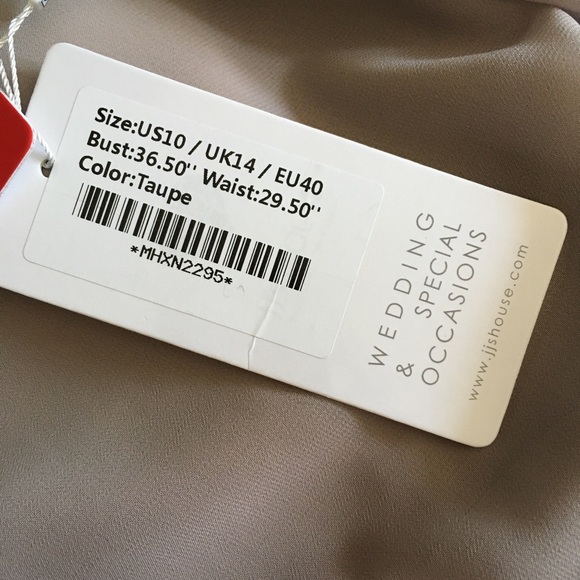 Size:US10 / UK14 / EU40
Bust:36.50'' Waist:29.50''
Color:Taupe
*MHXN2295*
WEDDING
& SPECIAL
OCCASIONS
www.jjshouse.com